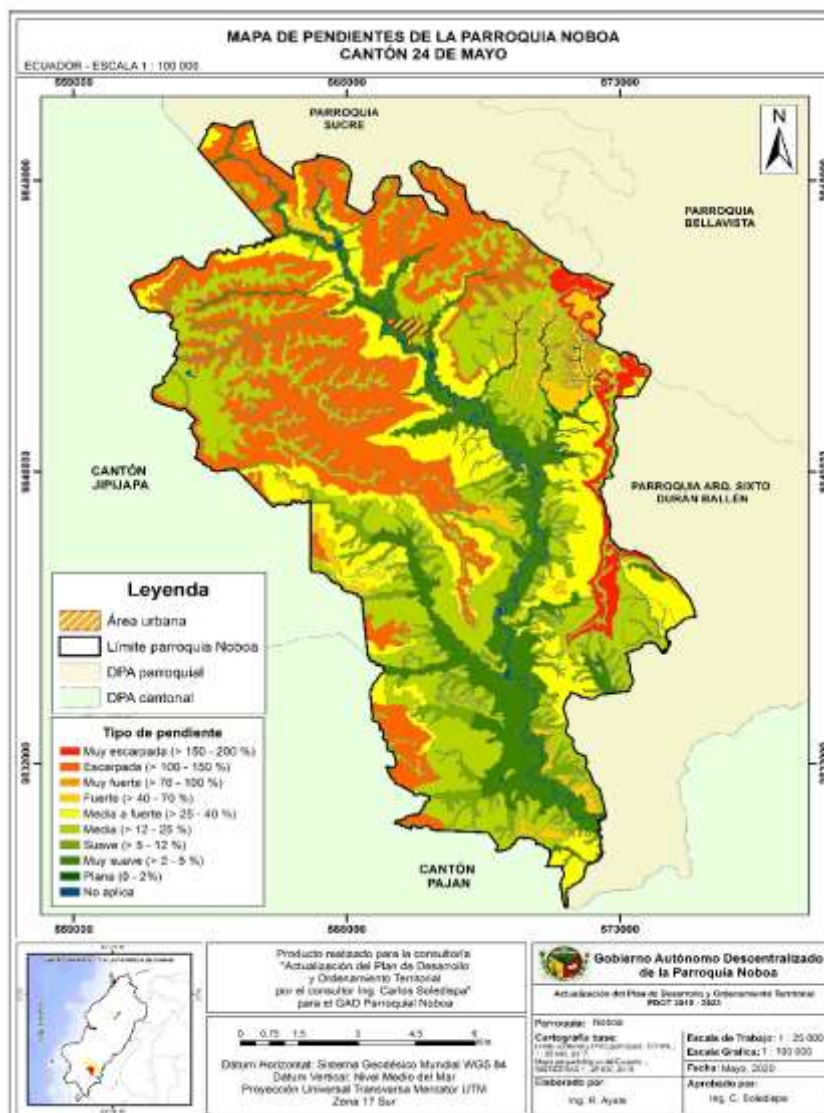 MAPA DE PENDIENTES DE LA PARROQUIA NOBOA
CANTÓN 24 DE MAYO
ECUADOR - ESCALA 1 : 100 000
PARROQUIA
SUCRE
N
PARROQUIA
BELLAVISTA
CANTÓN
JIPIJAPA
PARROQUIA ARQ. SIXTO
DURÁN BALLÉN
CANTÓN
PAJAN
Leyenda
Área urbana
Límite parroquia Noboa
DPA parroquial
DPA cantonal
Tipo de pendiente
Muy escarpada (> 150 - 200 %)
Escarpada (> 100 - 150 %)
Muy fuerte (> 70 - 100 %)
Fuerte (> 40 - 70 %)
Media a fuerte (> 25 - 40 %)
Media (> 12 - 25 %)
Suave (> 5 - 12 %)
Muy suave (> 2 - 5 %)
Plana (0 - 2%)
No aplica
Producto realizado para la consultoría
"Actualización del Plan de Desarrollo
y Ordenamiento Territorial
por el consultor Ing. Carlos Soledispa"
para el GAD Parroquial Noboa
0 0.75 1.5 3 4.5 6
Dátum Horizontal: Sistema Geodésico Mundial WGS 84
Dátum Vertical: Nivel Medio del Mar
Proyección Universal Transversa Mercator UTM
Zona 17 Sur
Gobierno Autónomo Descentralizado
de la Parroquia Noboa
Actualización del Plan de Desarrollo y Ordenamiento Territorial
Parroquia: Noboa
Cartografía base:
Escala de Trabajo: 1 : 25 000
Escala Gráfica: 1 : 100 000
Fecha: Mayo, 2020
Elaborado por:
Ing. R. Ayala
Aprobado por:
Ing. C. Soledispa